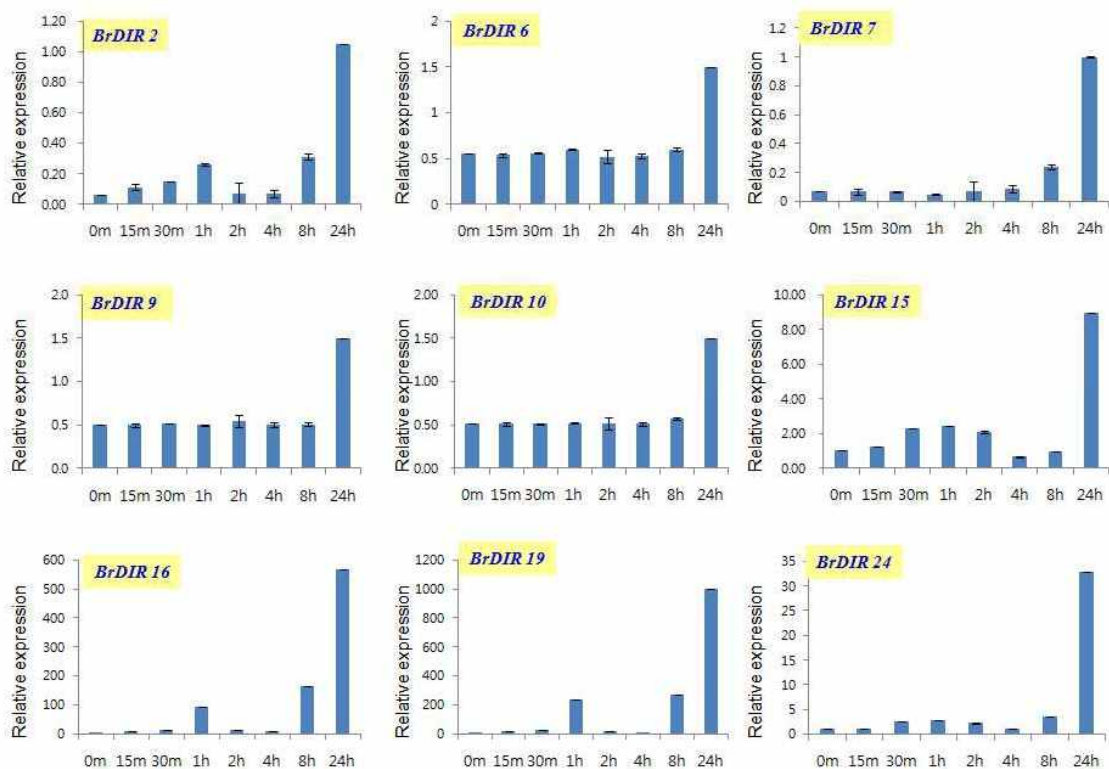 BrDIR 2
Relative expression
1.20
1.00
0.80
0.60
0.40
0.20
0.00
0m 15m 30m 1h 2h 4h 8h 24h
BrDIR 6
Relative expression
2
1.5
1
0.5
0
0m 15m 30m 1h 2h 4h 8h 24h
BrDIR 7
Relative expression
1.2
1
0.8
0.6
0.4
0.2
0
0m 15m 30m 1h 2h 4h 8h 24h
BrDIR 9
Relative expression
2.0
1.5
1.0
0.5
0.0
0m 15m 30m 1h 2h 4h 8h 24h
BrDIR 10
Relative expression
2.00
1.50
1.00
0.50
0.00
0m 15m 30m 1h 2h 4h 8h 24h
BrDIR 15
Relative expression
10.00
8.00
6.00
4.00
2.00
0.00
0m 15m 30m 1h 2h 4h 8h 24h
BrDIR 16
Relative expression
600
500
400
300
200
100
0
0m 15m 30m 1h 2h 4h 8h 24h
BrDIR 19
Relative expression
1200
1000
800
600
400
200
0
0m 15m 30m 1h 2h 4h 8h 24h
BrDIR 24
Relative expression
35
30
25
20
15
10
5
0
0m 15m 30m 1h 2h 4h 8h 24h